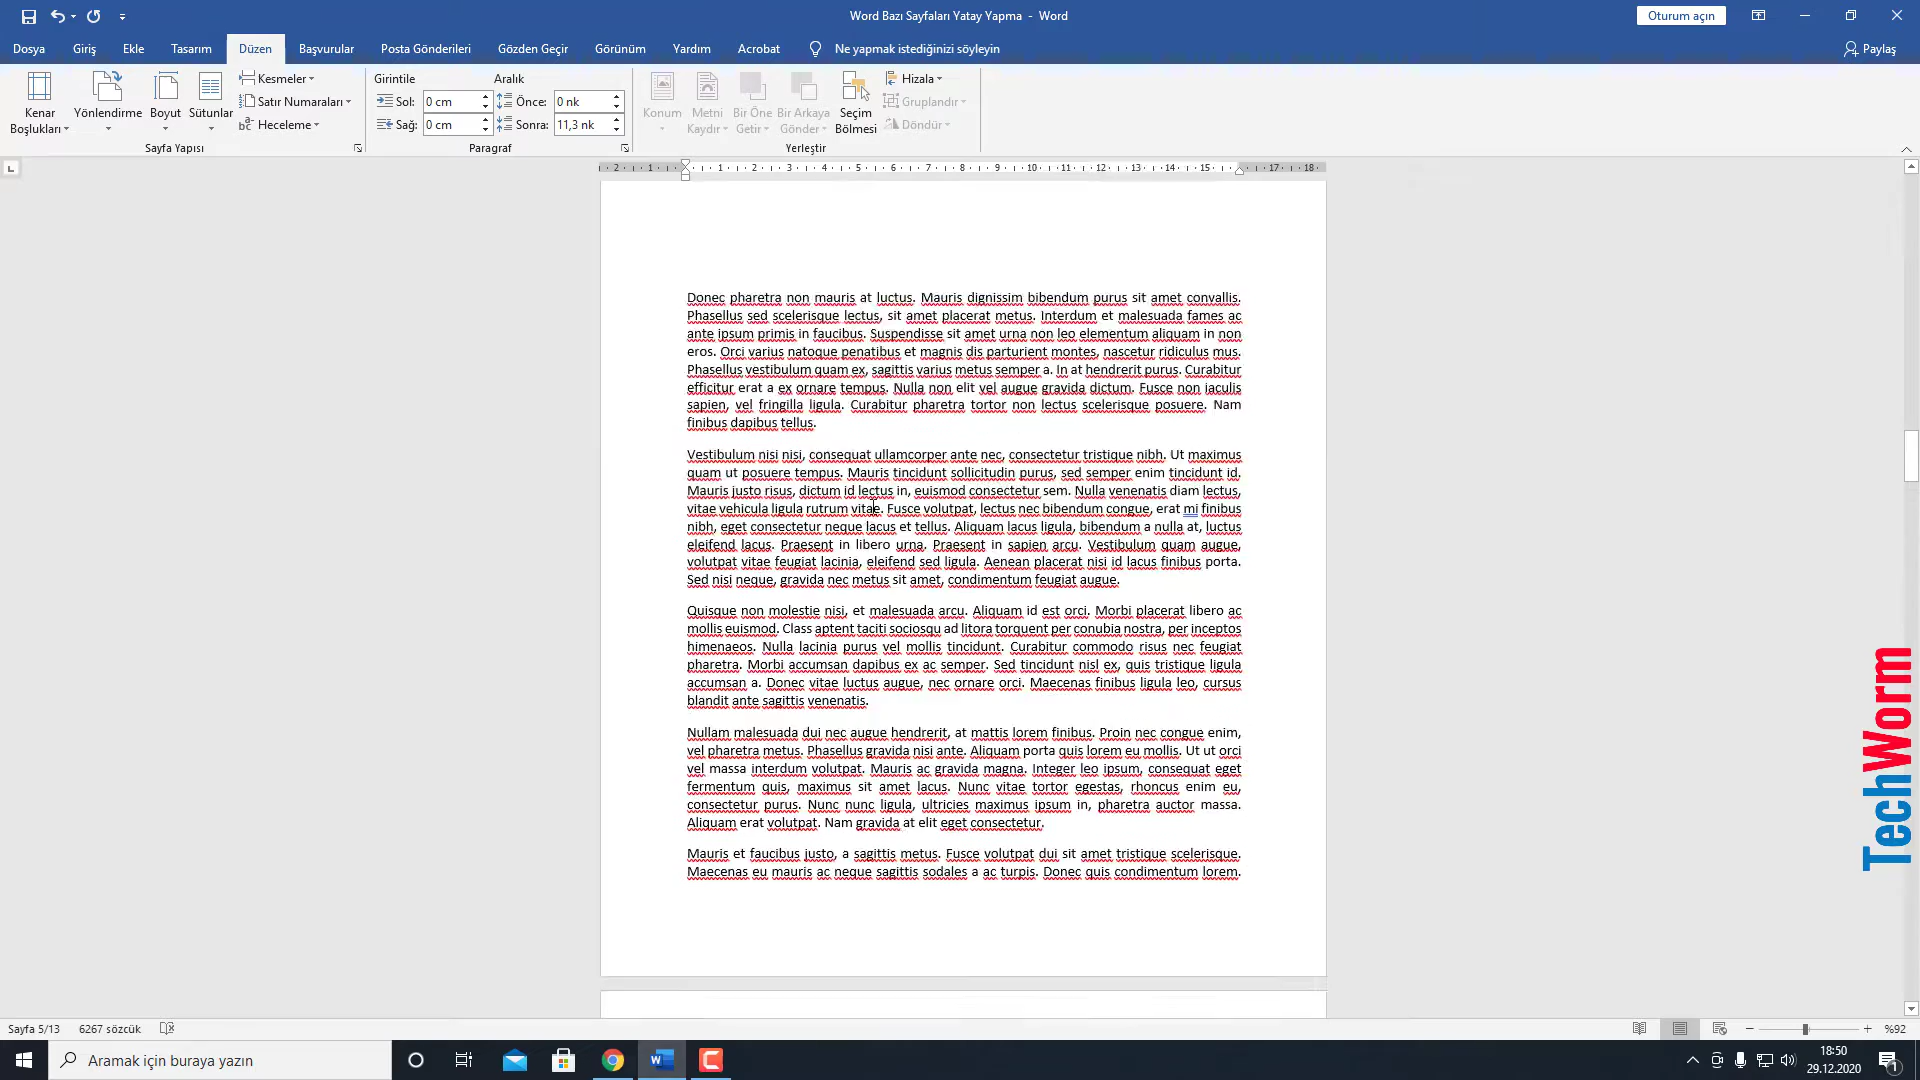 Word Bazı Sayfaları Yatay Yapma - Word
Oturum açın
Dosya
Giriş
Ekle
Tasarım
Düzen
Başvurular
Posta Gönderileri
Gözden Geçir
Görünüm
Yardım
Acrobat
Ne yapmak istediğinizi söyleyin
Paylaş
Kenar Boşlukları
Yönlendirme
Boyut
Sütunlar
Kesmeler
Satır Numaraları
Heceleme
Sayfa Yapısı
Girintile
Sol: 0 cm
Sağ: 0 cm
Aralık
Önce: 0 nk
Sonra: 11,3 nk
Paragraf
Konum
Metni Kaydır
Bir Öne Getir
Bir Arkaya Gönder
Seçim Bölmesi
Hizala
Gruplandır
Döndür
Yerleştir
2 1 1 2 3 4 5 6 7 8 9 10 11 12 13 14 15 17 18
Donec pharetra non mauris at luctus. Mauris dignissim bibendum purus sit amet convallis.
Phasellus sed scelerisque lectus, sit amet placerat metus. Interdum et malesuada fames ac
ante ipsum primis in faucibus. Suspendisse sit amet urna non leo elementum aliquam in non
eros. Orci varius natoque penatibus et magnis dis parturient montes, nascetur ridiculus mus.
Phasellus vestibulum quam ex, sagittis varius metus semper a. In at hendrerit purus. Curabitur
efficitur erat a ex ornare tempus. Nulla non elit vel augue gravida dictum. Fusce non iaculis
sapien, vel fringilla ligula. Curabitur pharetra tortor non lectus scelerisque posuere. Nam
finibus dapibus tellus.
Vestibulum nisi nisi, consequat ullamcorper ante nec, consectetur tristique nibh. Ut maximus
quam ut posuere tempus. Mauris tincidunt sollicitudin purus, sed semper enim tincidunt id.
Mauris justo risus, dictum id lectus in, euismod consectetur sem. Nulla venenatis diam lectus,
vitae vehicula ligula rutrum vitae. Fusce volutpat, lectus nec bibendum congue, erat mi finibus
nibh, eget consectetur neque lacus et tellus. Aliquam lacus ligula, bibendum a nulla at, luctus
eleifend lacus. Praesent in libero urna. Praesent in sapien arcu. Vestibulum quam augue,
volutpat vitae feugiat lacinia, eleifend sed ligula. Aenean placerat nisi id lacus finibus porta.
Sed nisi neque, gravida nec metus sit amet, condimentum feugiat augue.
Quisque non molestie nisi, et malesuada arcu. Aliquam id est orci. Morbi placerat libero ac
mollis euismod. Class aptent taciti sociosqu ad litora torquent per conubia nostra, per inceptos
himenaeos. Nulla lacinia purus vel mollis tincidunt. Curabitur commodo risus nec feugiat
pharetra. Morbi accumsan dapibus ex ac semper. Sed tincidunt nisl ex, quis tristique ligula
accumsan a. Donec vitae luctus augue, nec ornare orci. Maecenas finibus ligula leo, cursus
blandit ante sagittis venenatis.
Nullam malesuada dui nec augue hendrerit, at mattis lorem finibus. Proin nec congue enim,
vel pharetra metus. Phasellus gravida nisi ante. Aliquam porta quis lorem eu mollis. Ut ut orci
vel massa interdum volutpat. Mauris ac gravida magna. Integer leo ipsum, consequat eget
fermentum quis, maximus sit amet lacus. Nunc vitae tortor egestas, rhoncus enim eu,
consectetur purus. Nunc nunc ligula, ultricies maximus ipsum in, pharetra auctor massa.
Aliquam erat volutpat. Nam gravida at elit eget consectetur.
Mauris et faucibus justo, a sagittis metus. Fusce volutpat dui sit amet tristique scelerisque.
Maecenas eu mauris ac neque sagittis sodales a ac turpis. Donec quis condimentum lorem.
TechWorm
Sayfa 5/13
6267 sözcük
%92
Aramak için buraya yazın
18:50
29.12.2020
1